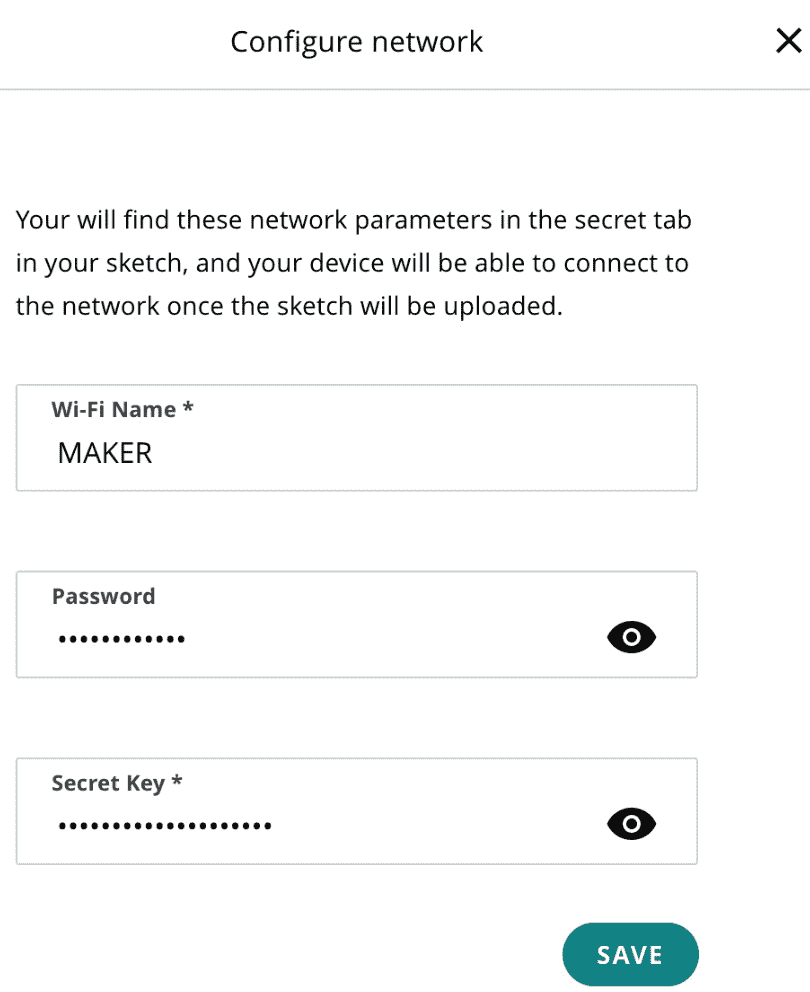 Configure network
Your will find these network parameters in the secret tab
in your sketch, and your device will be able to connect to
the network once the sketch will be uploaded.
Wi-Fi Name *
MAKER
Password
••••••••••••
Secret Key *
••••••••••••••••••••
SAVE